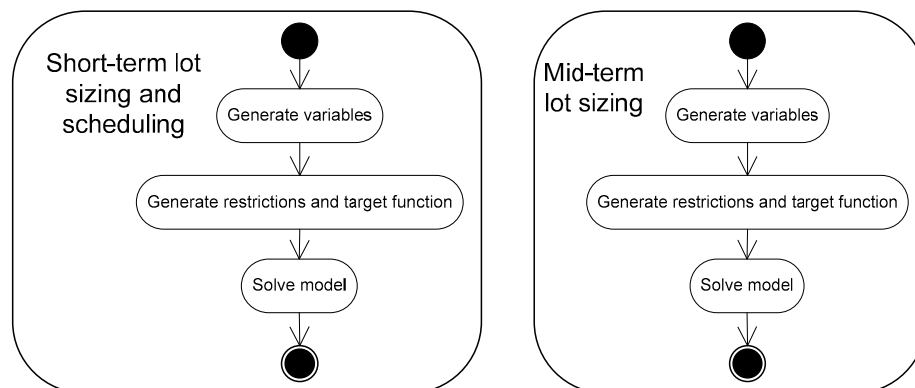 Short-term lot
sizing and
scheduling
Generate variables
Generate restrictions and target function
Solve model
Mid-term
lot sizing
Generate variables
Generate restrictions and target function
Solve model